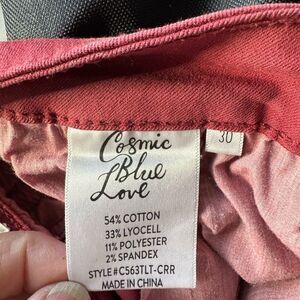 Cosmic
Blue
Love
30
54% COTTON
33% LYOCELL
11% POLYESTER
2% SPANDEX
STYLE#C563TLT-CRR
MADE IN CHINA